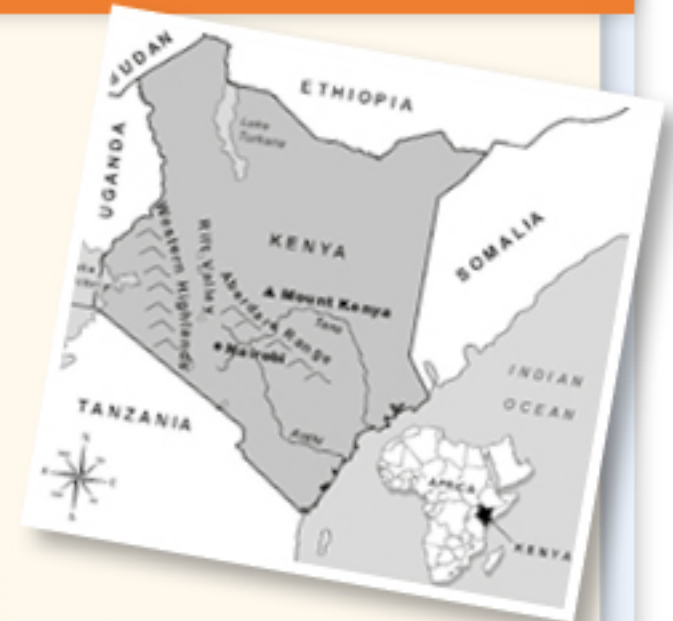 SUDAN
ETHIOPIA
UGANDA
Lake
Turkana
SOMALIA
KENYA
Western Highlands
Rift Valley
Aberdare Range
Mount Kenya
Tana
Nairobi
INDIAN
OCEAN
TANZANIA
Athi
N
S
AFRICA
KENYA